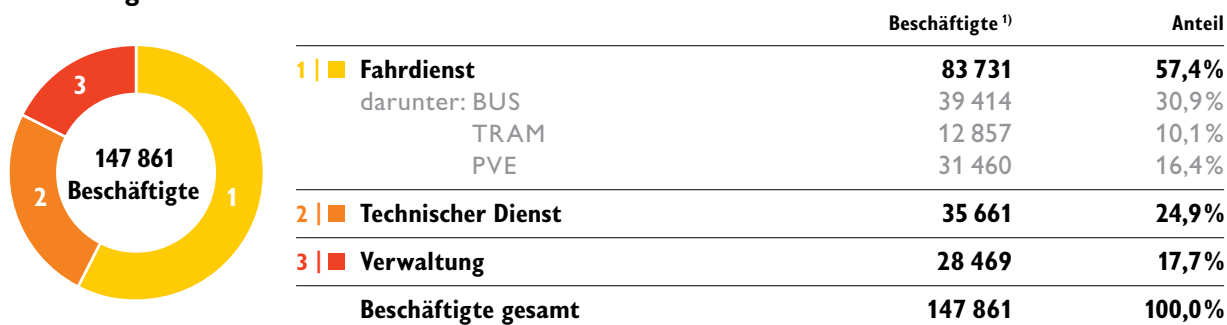 3
147 861
Beschäftigte
2
1
Beschäftigte 1) Anteil
1 | Fahrdienst 83 731 57,4%
darunter: BUS 39 414 30,9%
TRAM 12 857 10,1%
PVE 31 460 16,4%
2 | Technischer Dienst 35 661 24,9%
3 | Verwaltung 28 469 17,7%
Beschäftigte gesamt 147 861 100,0%